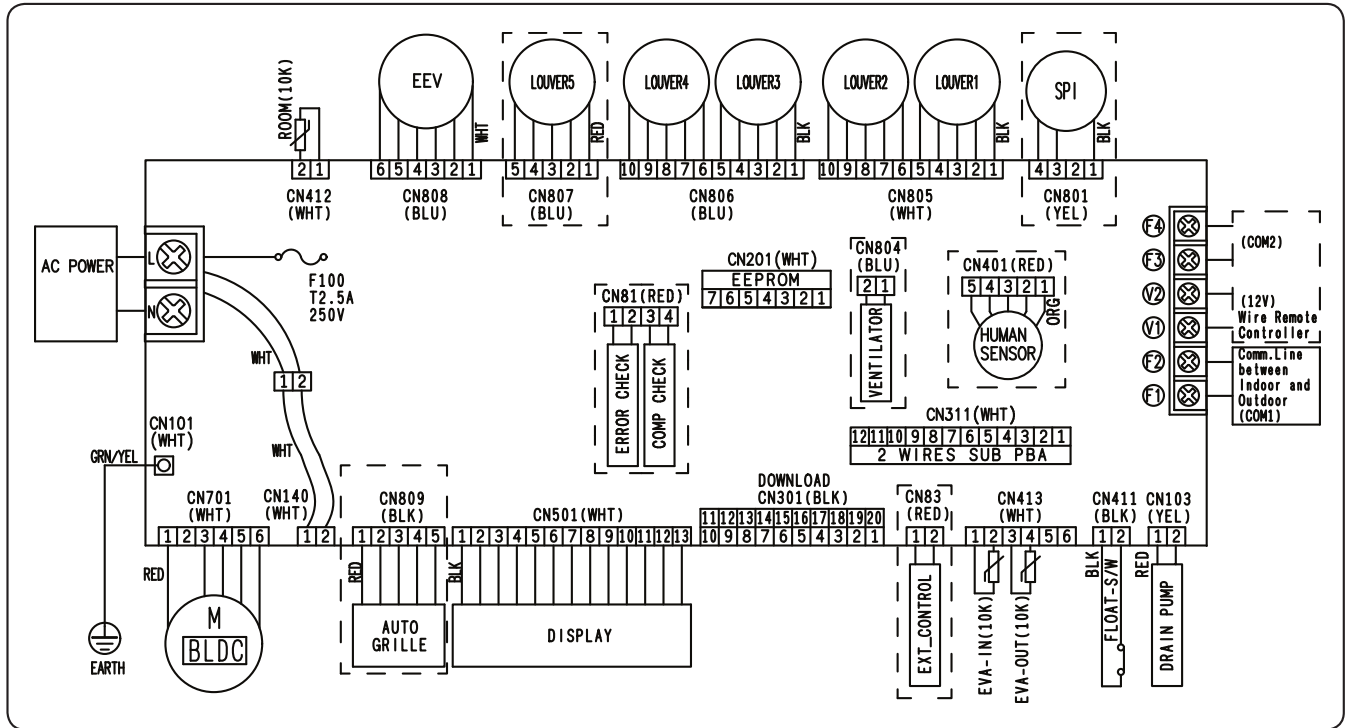 EEV
LOUVER5
LOUVER4
LOUVER3
LOUVER2
LOUVER1
SPI
ROOM(10K)
WHT
RED
BLK
BLK
BLK
2 1
6 5 4 3 2 1
5 4 3 2 1
10 9 8 7 6 5 4 3 2 1
10 9 8 7 6 5 4 3 2 1
4 3 2 1
CN412
(WHT)
CN808
(BLU)
CN807
(BLU)
CN806
(BLU)
CN805
(WHT)
CN801
(YEL)
AC POWER
L
N
F100
T2.5A
250V
WHT
1 2
WHT
CN81(RED)
1 2 3 4
ERROR CHECK
COMP CHECK
CN201(WHT)
EEPROM
7 6 5 4 3 2 1
CN804
(BLU)
2 1
VENTILATOR
CN401(RED)
5 4 3 2 1
ORG
HUMAN
SENSOR
F4
F3
V2
V1
F2
F1
(COM2)
(12V)
Wire Remote
Controller
Comm.Line
between
Indoor and
Outdoor
(COM1)
CN311(WHT)
12 11 10 9 8 7 6 5 4 3 2 1
2 WIRES SUB PBA
CN101
(WHT)
GRN/YEL
EARTH
CN701
(WHT)
1 2 3 4 5 6
RED
M
BLDC
CN140
(WHT)
1 2
CN809
(BLK)
1 2 3 4 5
RED
AUTO
GRILLE
CN501(WHT)
1 2 3 4 5 6 7 8 9 10 11 12 13
BLK
DISPLAY
DOWNLOAD
CN301(BLK)
11 12 13 14 15 16 17 18 19 20
10 9 8 7 6 5 4 3 2 1
CN83
(RED)
1 2
EXT_CONTROL
CN413
(WHT)
1 2 3 4 5 6
EVA-IN(10K)
EVA-OUT(10K)
CN411
(BLK)
1 2
BLK
FLOAT-S/W
CN103
(YEL)
1 2
RED
DRAIN PUMP